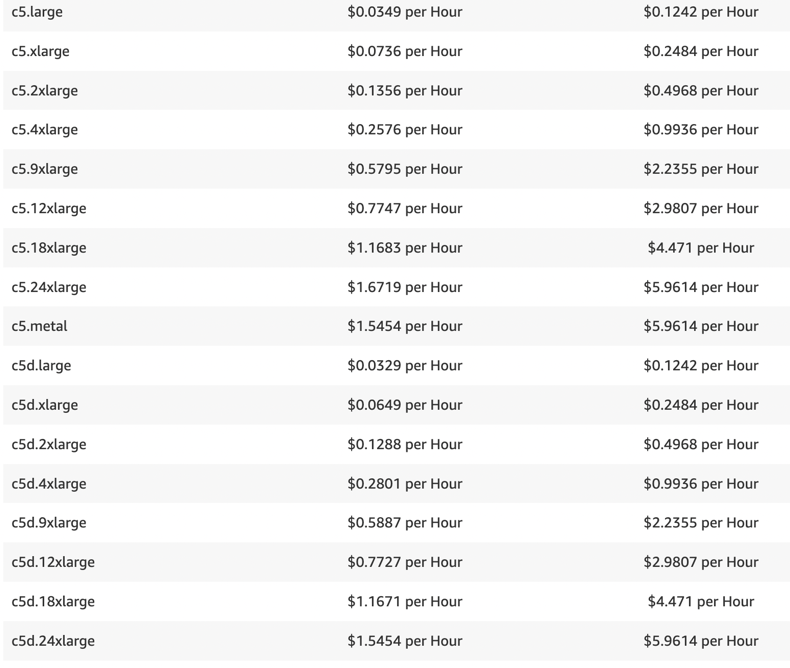 c5.large $0.0349 per Hour $0.1242 per Hour
c5.xlarge $0.0736 per Hour $0.2484 per Hour
c5.2xlarge $0.1356 per Hour $0.4968 per Hour
c5.4xlarge $0.2576 per Hour $0.9936 per Hour
c5.9xlarge $0.5795 per Hour $2.2355 per Hour
c5.12xlarge $0.7747 per Hour $2.9807 per Hour
c5.18xlarge $1.1683 per Hour $4.471 per Hour
c5.24xlarge $1.6719 per Hour $5.9614 per Hour
c5.metal $1.5454 per Hour $5.9614 per Hour
c5d.large $0.0329 per Hour $0.1242 per Hour
c5d.xlarge $0.0649 per Hour $0.2484 per Hour
c5d.2xlarge $0.1288 per Hour $0.4968 per Hour
c5d.4xlarge $0.2801 per Hour $0.9936 per Hour
c5d.9xlarge $0.5887 per Hour $2.2355 per Hour
c5d.12xlarge $0.7727 per Hour $2.9807 per Hour
c5d.18xlarge $1.1671 per Hour $4.471 per Hour
c5d.24xlarge $1.5454 per Hour $5.9614 per Hour